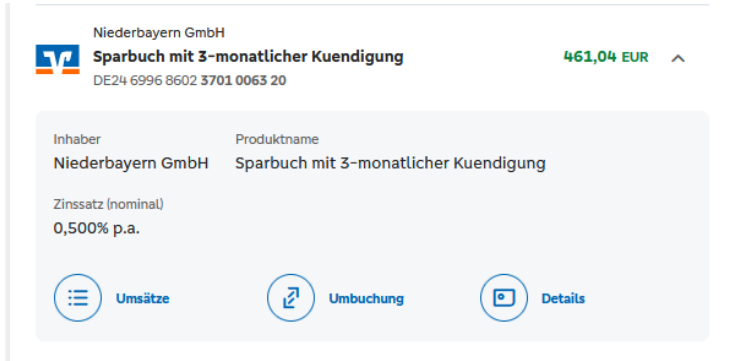 Niederbayern GmbH
Sparbuch mit 3-monatlicher Kuendigung
461,04 EUR
DE24 6996 8602 3701 0063 20
Inhaber
Niederbayern GmbH
Produktname
Sparbuch mit 3-monatlicher Kuendigung
Zinssatz (nominal)
0,500% p.a.
Umsätze
Umbuchung
Details